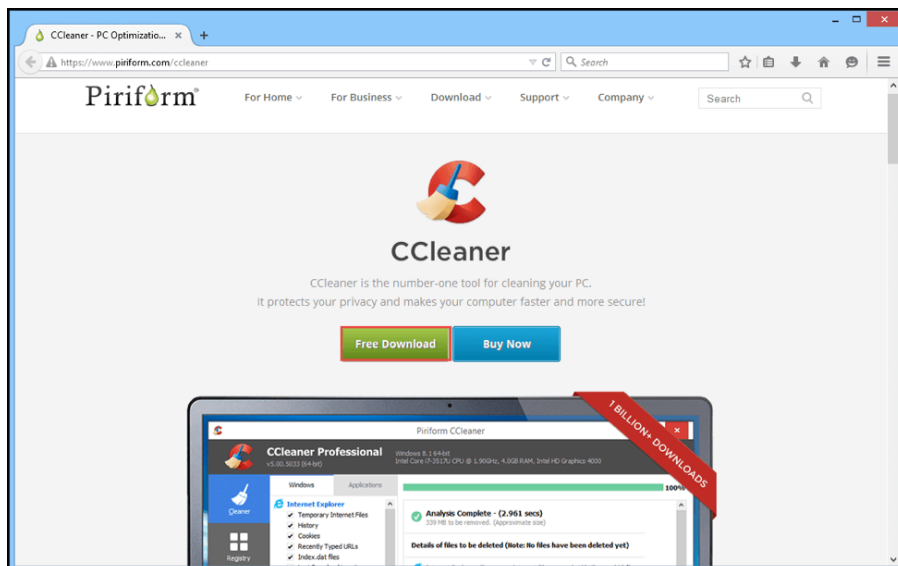 CCleaner - PC Optimizatio...
https://www.piriform.com/ccleaner
Search
Piriform®
For Home
For Business
Download
Support
Company
Search
CCleaner
CCleaner is the number-one tool for cleaning your PC.
It protects your privacy and makes your computer faster and more secure!
Free Download
Buy Now
1 BILLION+ DOWNLOADS
Piriform CCleaner
CCleaner Professional
v5.00.5033 (64-bit)
Windows 8.1 64-bit
Intel Core i7-3517U CPU @ 1.90GHz, 4.0GB RAM, Intel HD Graphics 4000
Cleaner
Registry
Windows
Applications
Internet Explorer
Temporary Internet Files
History
Cookies
Recently Typed URLs
Index.dat files
100%
Analysis Complete - (2.961 secs)
339 MB to be removed. (Approximate size)
Details of files to be deleted (Note: No files have been deleted yet)